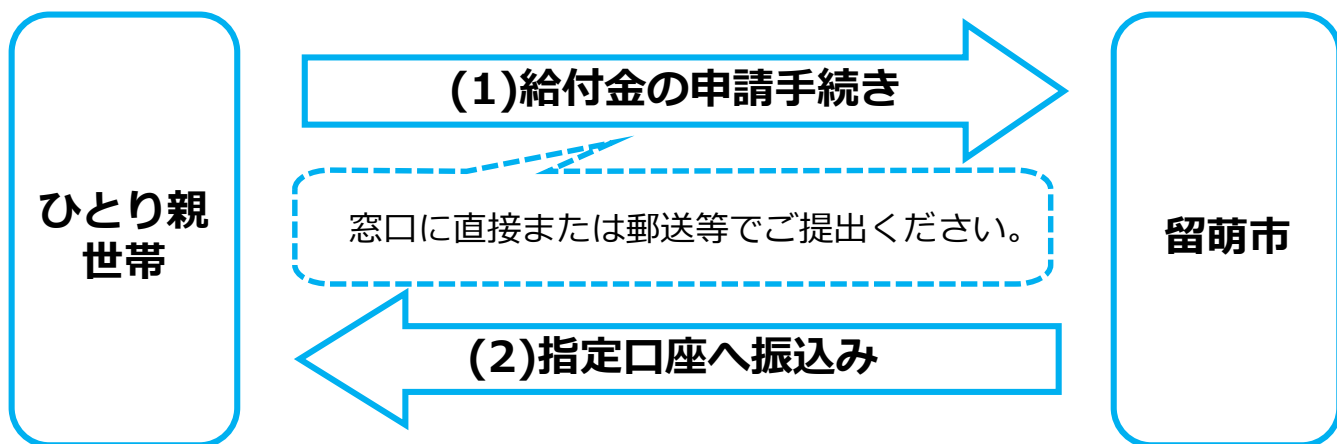 (1)給付金の申請手続き
ひとり親
世帯
窓口に直接または郵送等でご提出ください。
留萌市
(2)指定口座へ振込み